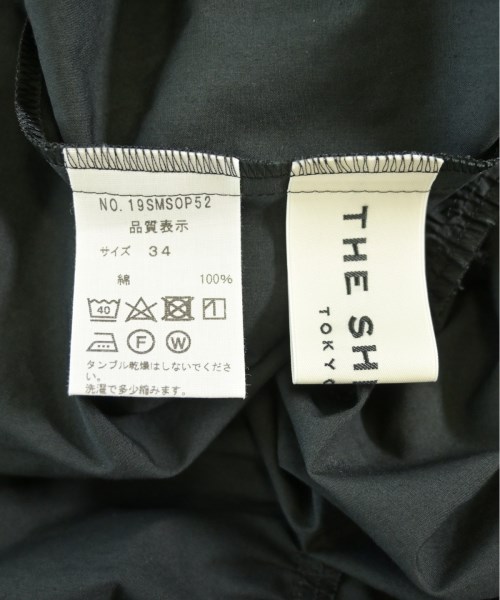 NO.19SMSOP52
品質表示
サイズ 34
綿 100%
40
F W
タンブル乾燥はしないでください。
洗濯で多少縮みます。
THE SH
TOKYO